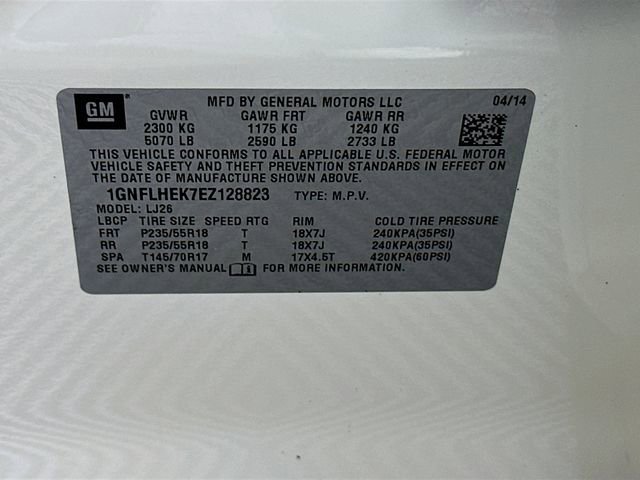 GM
MFD BY GENERAL MOTORS LLC 04/14
GVWR GAWR FRT GAWR RR
2300 KG 1175 KG 1240 KG
5070 LB 2590 LB 2733 LB
THIS VEHICLE CONFORMS TO ALL APPLICABLE U.S. FEDERAL MOTOR
VEHICLE SAFETY AND THEFT PREVENTION STANDARDS IN EFFECT ON
THE DATE OF MANUFACTURE SHOWN ABOVE.
1GNFLHEK7EZ128823 TYPE: M.P.V.
MODEL: LJ26
LBCP TIRE SIZE SPEED RTG RIM COLD TIRE PRESSURE
FRT P235/55R18 T 18X7J 240KPA(35PSI)
RR P235/55R18 T 18X7J 240KPA(35PSI)
SPA T145/70R17 M 17X4.5T 420KPA(60PSI)
SEE OWNER'S MANUAL FOR MORE INFORMATION.